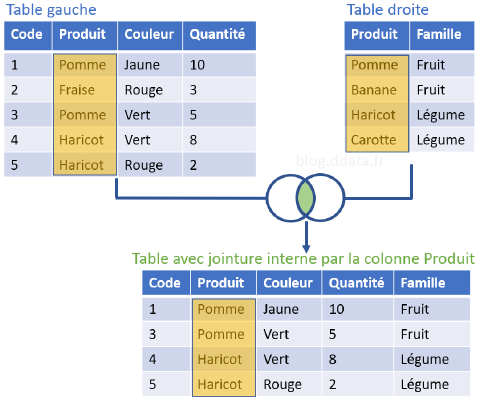 Table gauche
Code Produit Couleur Quantité
1 Pomme Jaune 10
2 Fraise Rouge 3
3 Pomme Vert 5
4 Haricot Vert 8
5 Haricot Rouge 2
Table droite
Produit Famille
Pomme Fruit
Banane Fruit
Haricot Légume
Carotte Légume
blog.ddata.fr
Table avec jointure interne par la colonne Produit
Code Produit Couleur Quantité Famille
1 Pomme Jaune 10 Fruit
3 Pomme Vert 5 Fruit
4 Haricot Vert 8 Légume
5 Haricot Rouge 2 Légume